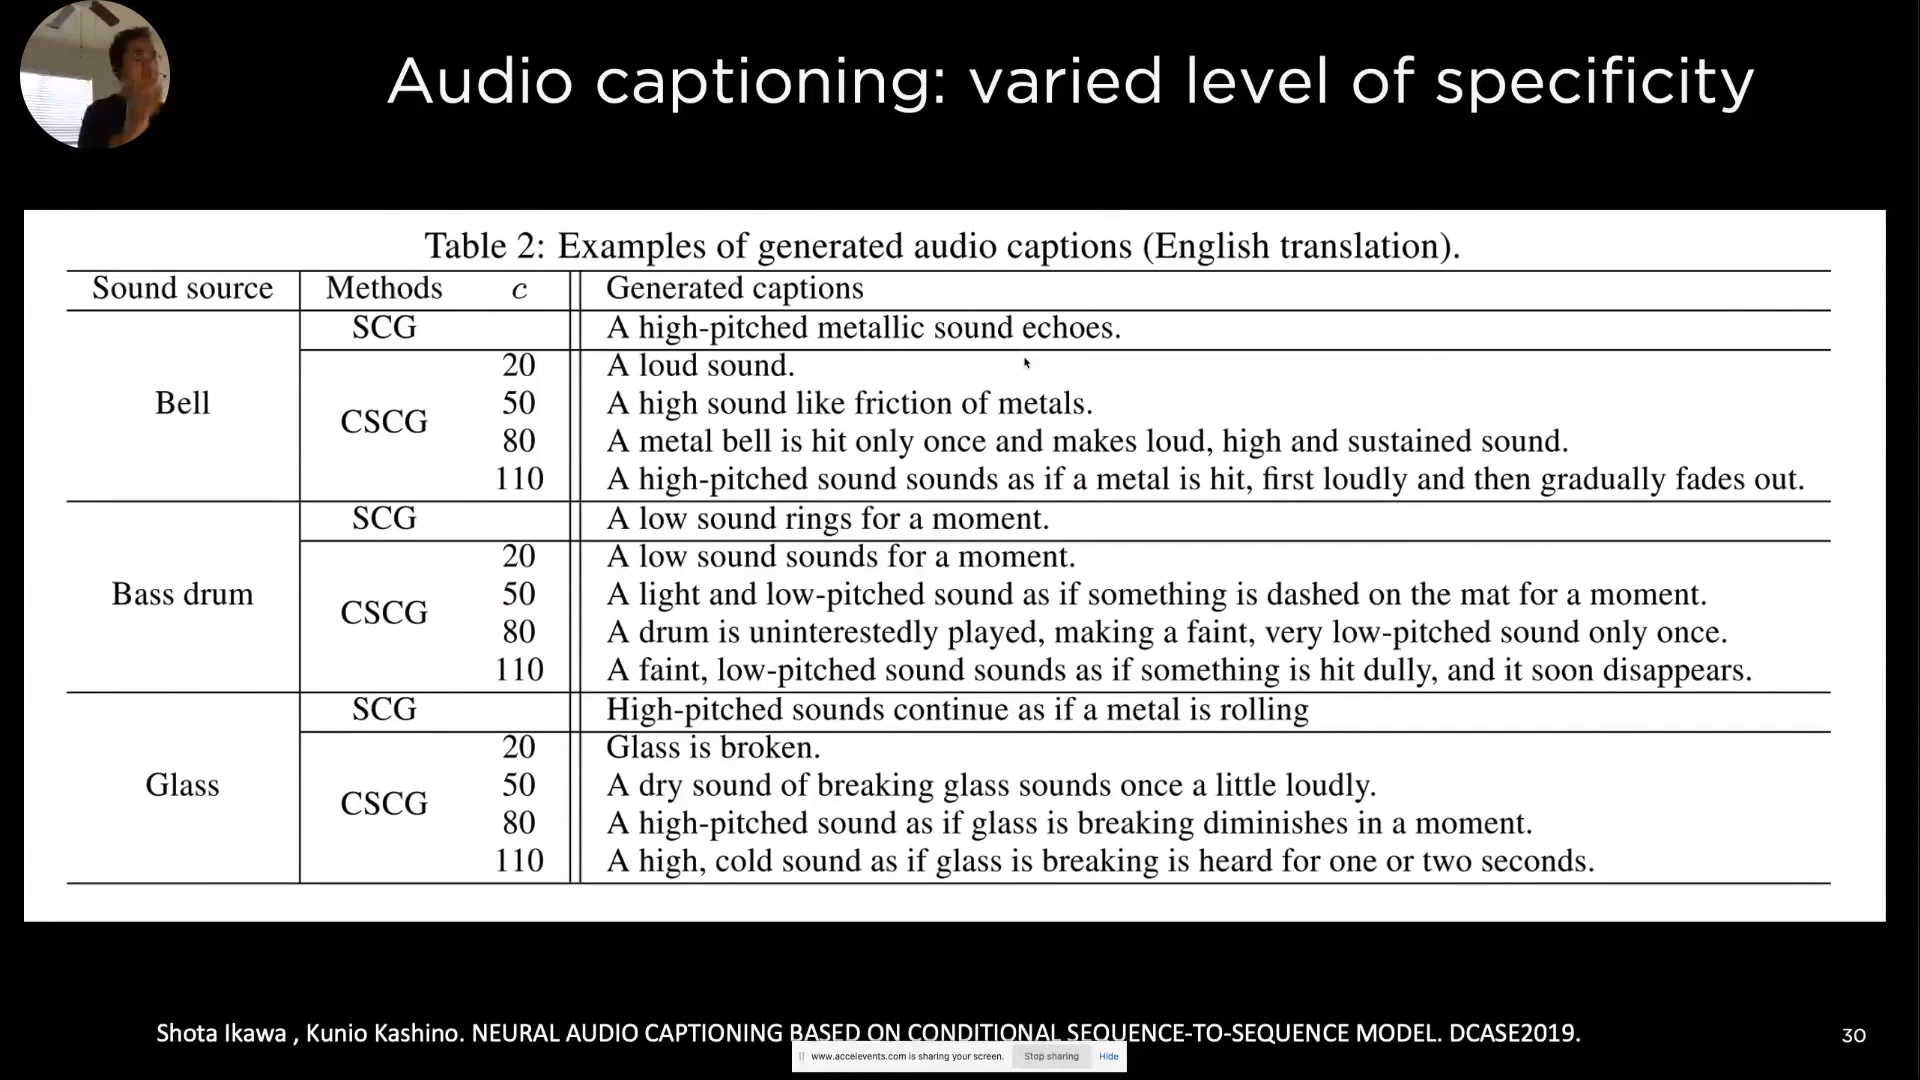 Audio captioning: varied level of specificity
Table 2: Examples of generated audio captions (English translation).
Sound source Methods c Generated captions
SCG A high-pitched metallic sound echoes.
20 A loud sound.
Bell 50 A high sound like friction of metals.
CSCG
80 A metal bell is hit only once and makes loud, high and sustained sound.
110 A high-pitched sound sounds as if a metal is hit, first loudly and then gradually fades out.
SCG A low sound rings for a moment.
20 A low sound sounds for a moment.
Bass drum 50 A light and low-pitched sound as if something is dashed on the mat for a moment.
CSCG
80 A drum is uninterestedly played, making a faint, very low-pitched sound only once.
110 A faint, low-pitched sound sounds as if something is hit dully, and it soon disappears.
SCG High-pitched sounds continue as if a metal is rolling
20 Glass is broken.
Glass 50 A dry sound of breaking glass sounds once a little loudly.
CSCG
80 A high-pitched sound as if glass is breaking diminishes in a moment.
110 A high, cold sound as if glass is breaking is heard for one or two seconds.
Shota Ikawa , Kunio Kashino. NEURAL AUDIO CAPTIONING BASED ON CONDITIONAL SEQUENCE-TO-SEQUENCE MODEL. DCASE2019.
30
www.accelevents.com is sharing your screen. Stop sharing Hide